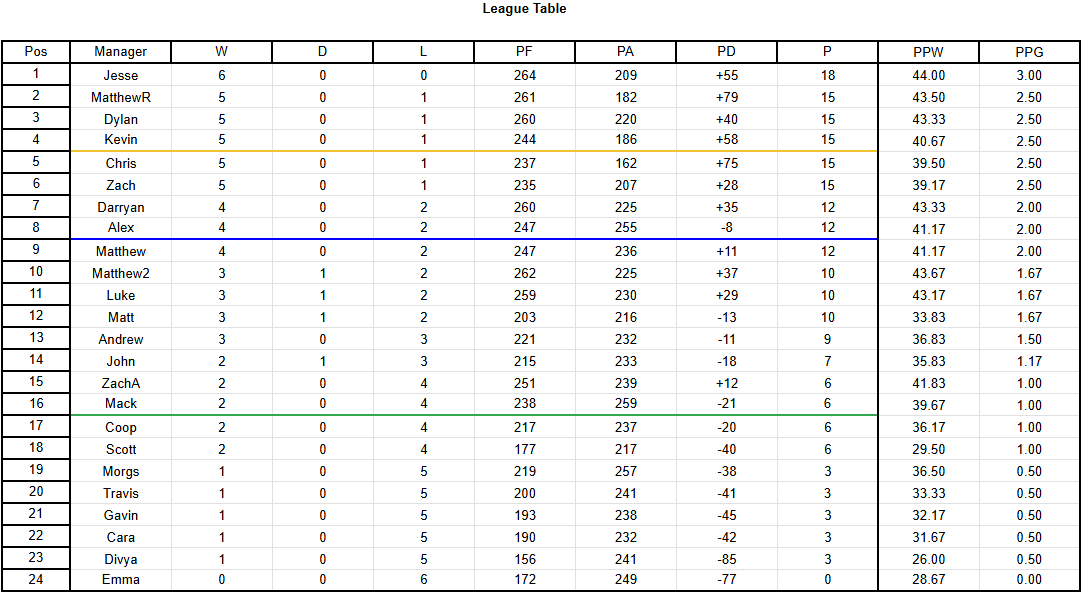 League Table
Pos Manager W D L PF PA PD P PPW PPG
1 Jesse 6 0 0 264 209 +55 18 44.00 3.00
2 MatthewR 5 0 1 261 182 +79 15 43.50 2.50
3 Dylan 5 0 1 260 220 +40 15 43.33 2.50
4 Kevin 5 0 1 244 186 +58 15 40.67 2.50
5 Chris 5 0 1 237 162 +75 15 39.50 2.50
6 Zach 5 0 1 235 207 +28 15 39.17 2.50
7 Darryan 4 0 2 260 225 +35 12 43.33 2.00
8 Alex 4 0 2 247 255 -8 12 41.17 2.00
9 Matthew 4 0 2 247 236 +11 12 41.17 2.00
10 Matthew2 3 1 2 262 225 +37 10 43.67 1.67
11 Luke 3 1 2 259 230 +29 10 43.17 1.67
12 Matt 3 1 2 203 216 -13 10 33.83 1.67
13 Andrew 3 0 3 221 232 -11 9 36.83 1.50
14 John 2 1 3 215 233 -18 7 35.83 1.17
15 ZachA 2 0 4 251 239 +12 6 41.83 1.00
16 Mack 2 0 4 238 259 -21 6 39.67 1.00
17 Coop 2 0 4 217 237 -20 6 36.17 1.00
18 Scott 2 0 4 177 217 -40 6 29.50 1.00
19 Morgs 1 0 5 219 257 -38 3 36.50 0.50
20 Travis 1 0 5 200 241 -41 3 33.33 0.50
21 Gavin 1 0 5 193 238 -45 3 32.17 0.50
22 Cara 1 0 5 190 232 -42 3 31.67 0.50
23 Divya 1 0 5 156 241 -85 3 26.00 0.50
24 Emma 0 0 6 172 249 -77 0 28.67 0.00